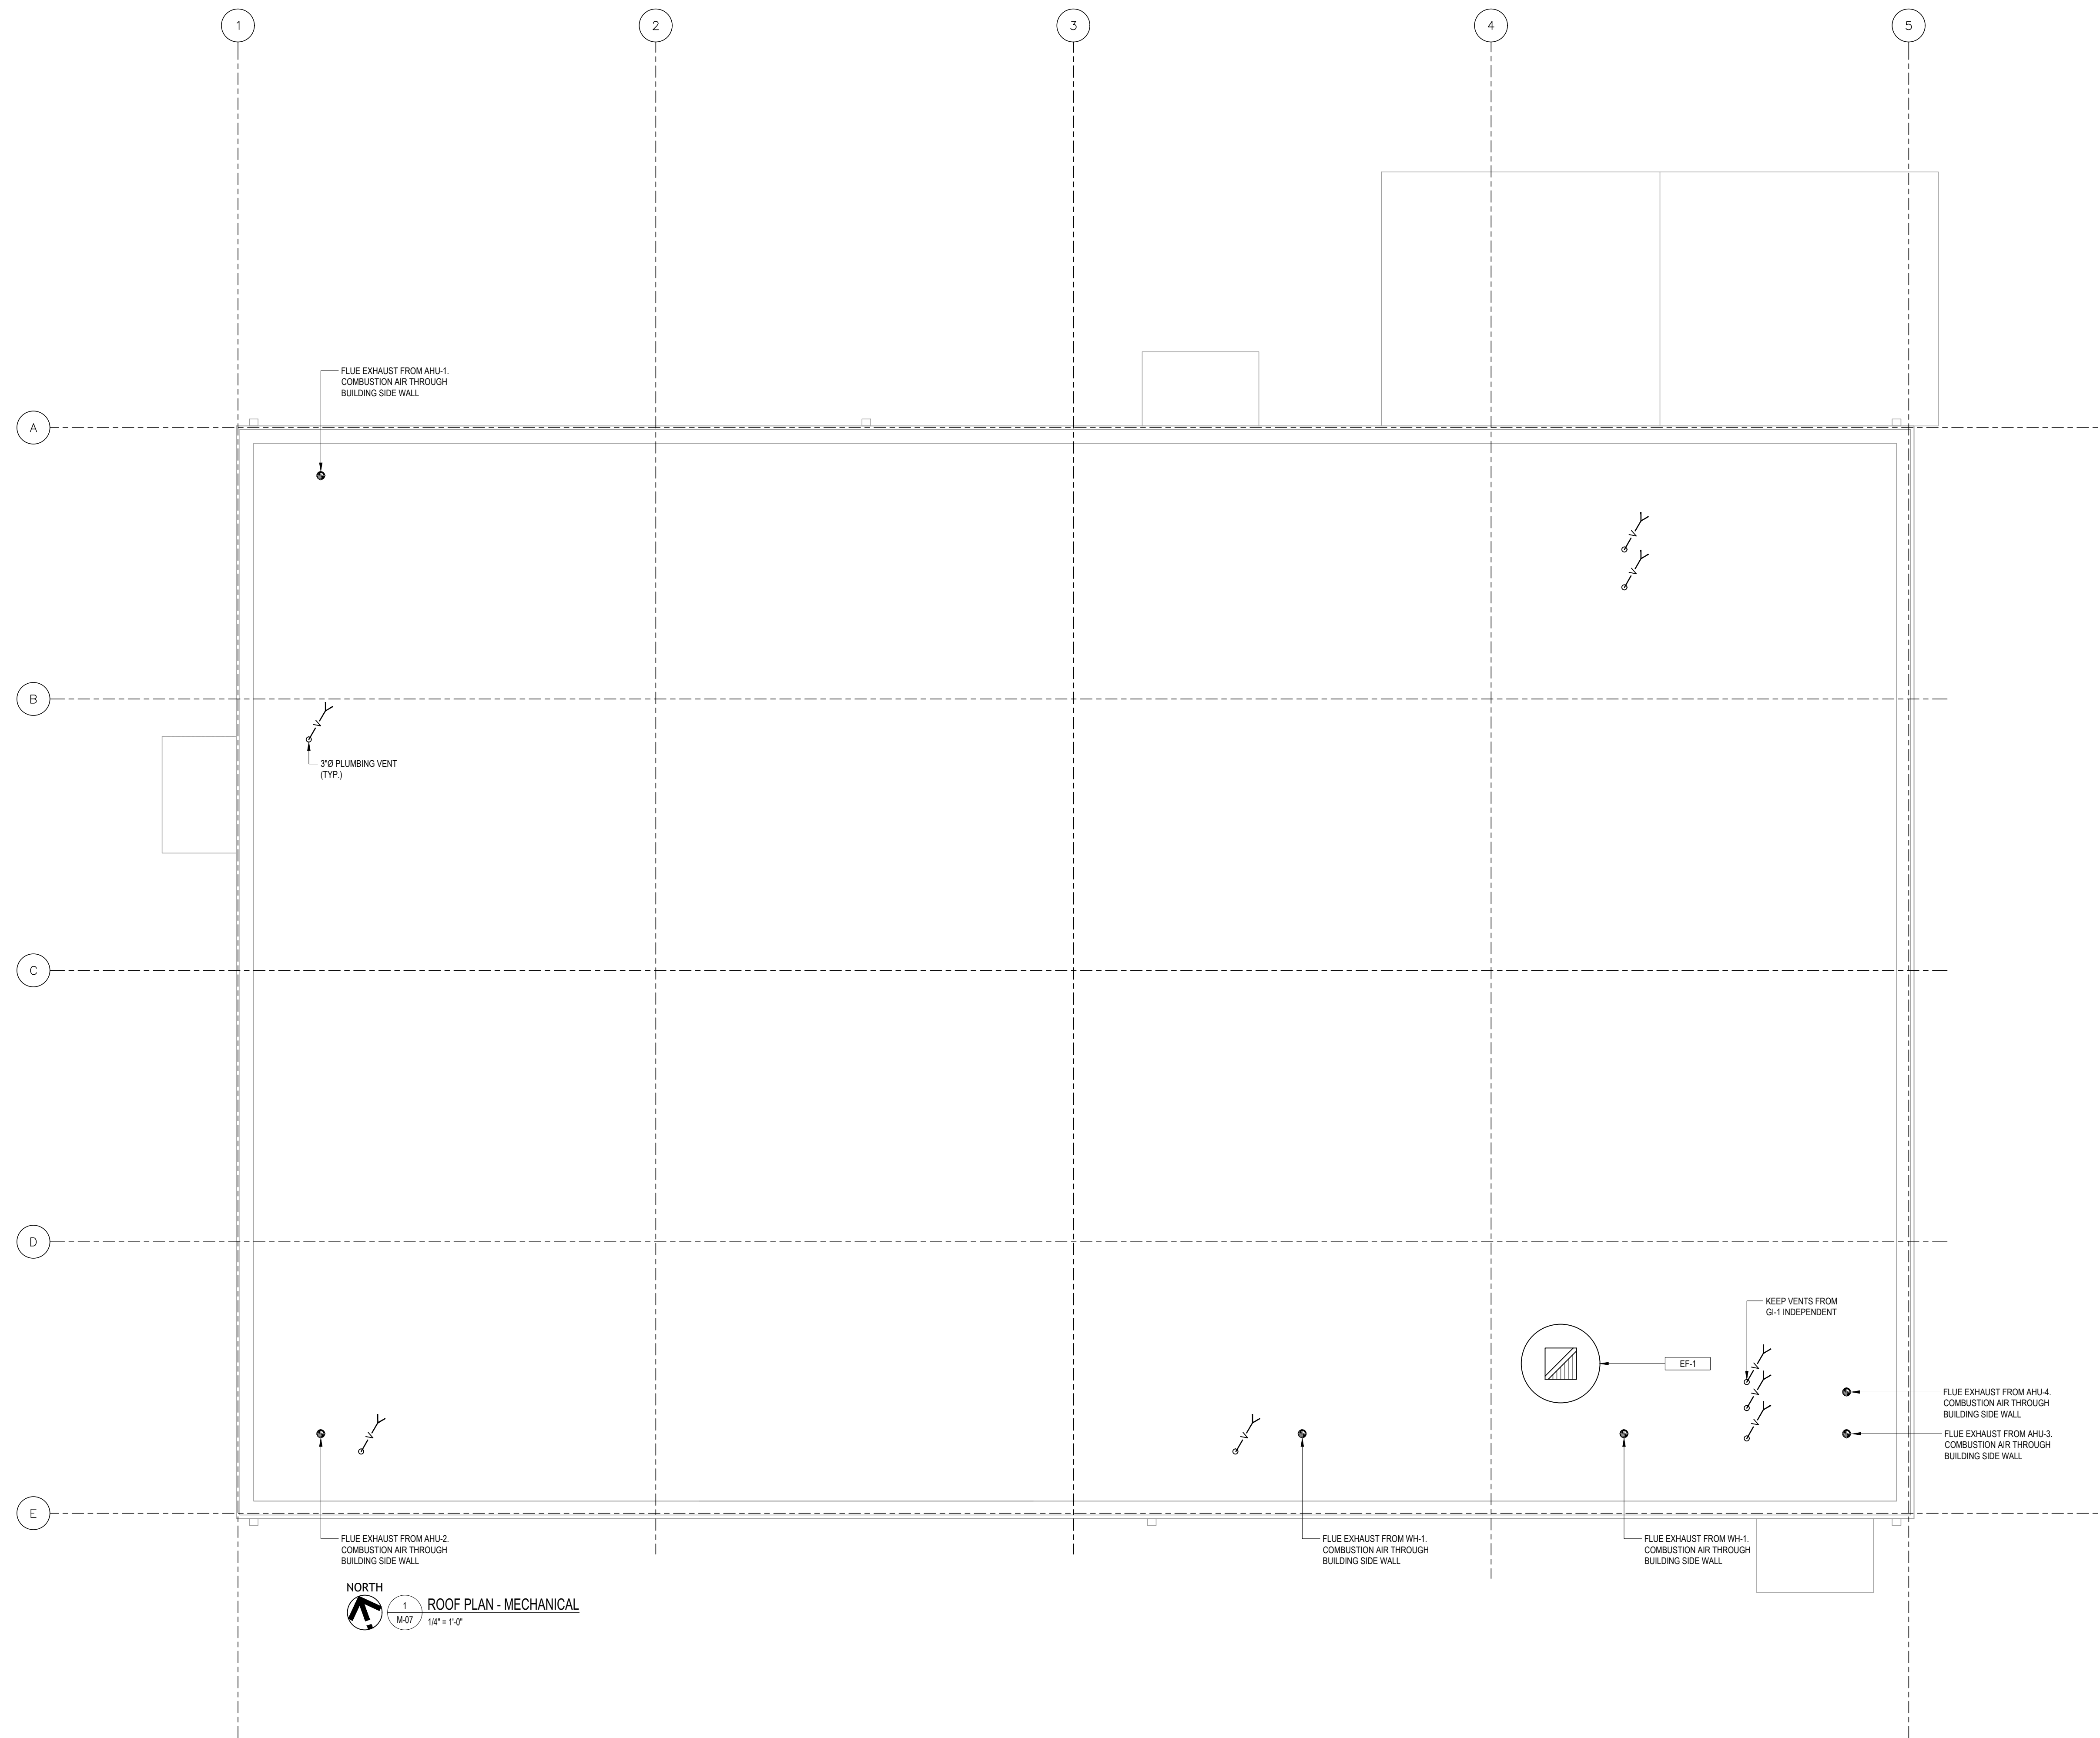 1
2
3
4
5
FLUE EXHAUST FROM AHU-1.
COMBUSTION AIR THROUGH
BUILDING SIDE WALL
A
V
V
B
V
3"Ø PLUMBING VENT
(TYP.)
C
D
KEEP VENTS FROM
GI-1 INDEPENDENT
EF-1
V
V
V
FLUE EXHAUST FROM AHU-4.
COMBUSTION AIR THROUGH
BUILDING SIDE WALL
V
V
FLUE EXHAUST FROM AHU-3.
COMBUSTION AIR THROUGH
BUILDING SIDE WALL
E
FLUE EXHAUST FROM AHU-2.
COMBUSTION AIR THROUGH
BUILDING SIDE WALL
FLUE EXHAUST FROM WH-1.
COMBUSTION AIR THROUGH
BUILDING SIDE WALL
FLUE EXHAUST FROM WH-1.
COMBUSTION AIR THROUGH
BUILDING SIDE WALL
NORTH
1
M-07
ROOF PLAN - MECHANICAL
1/4" = 1'-0"